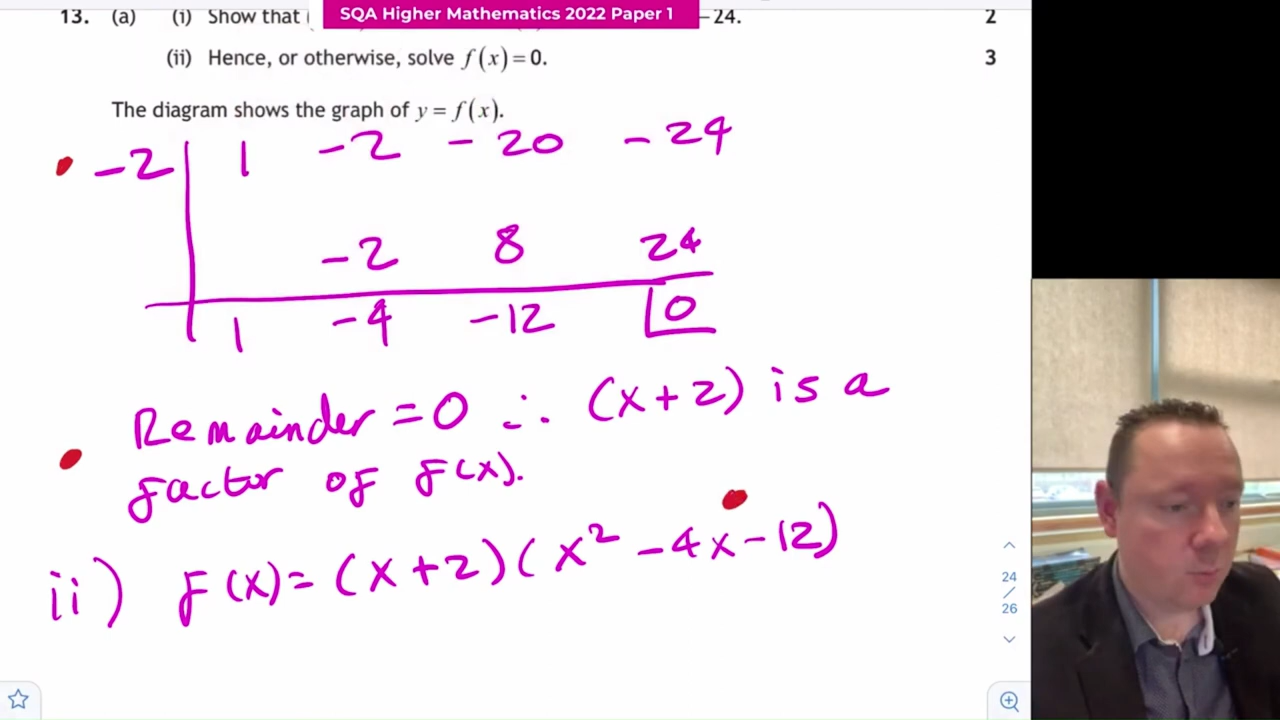 SQA Higher Mathematics 2022 Paper 1
13. (a) (i) Show that -24. 2
(ii) Hence, or otherwise, solve f(x)=0. 3
The diagram shows the graph of y = f(x).
-2 1 -2 -20 -24
-2 8 24
1 -4 -12 0
Remainder = 0 ∴ (x+2) is a
factor of f(x).
ii) f(x) = (x+2)(x² -4x-12)
24
/
26